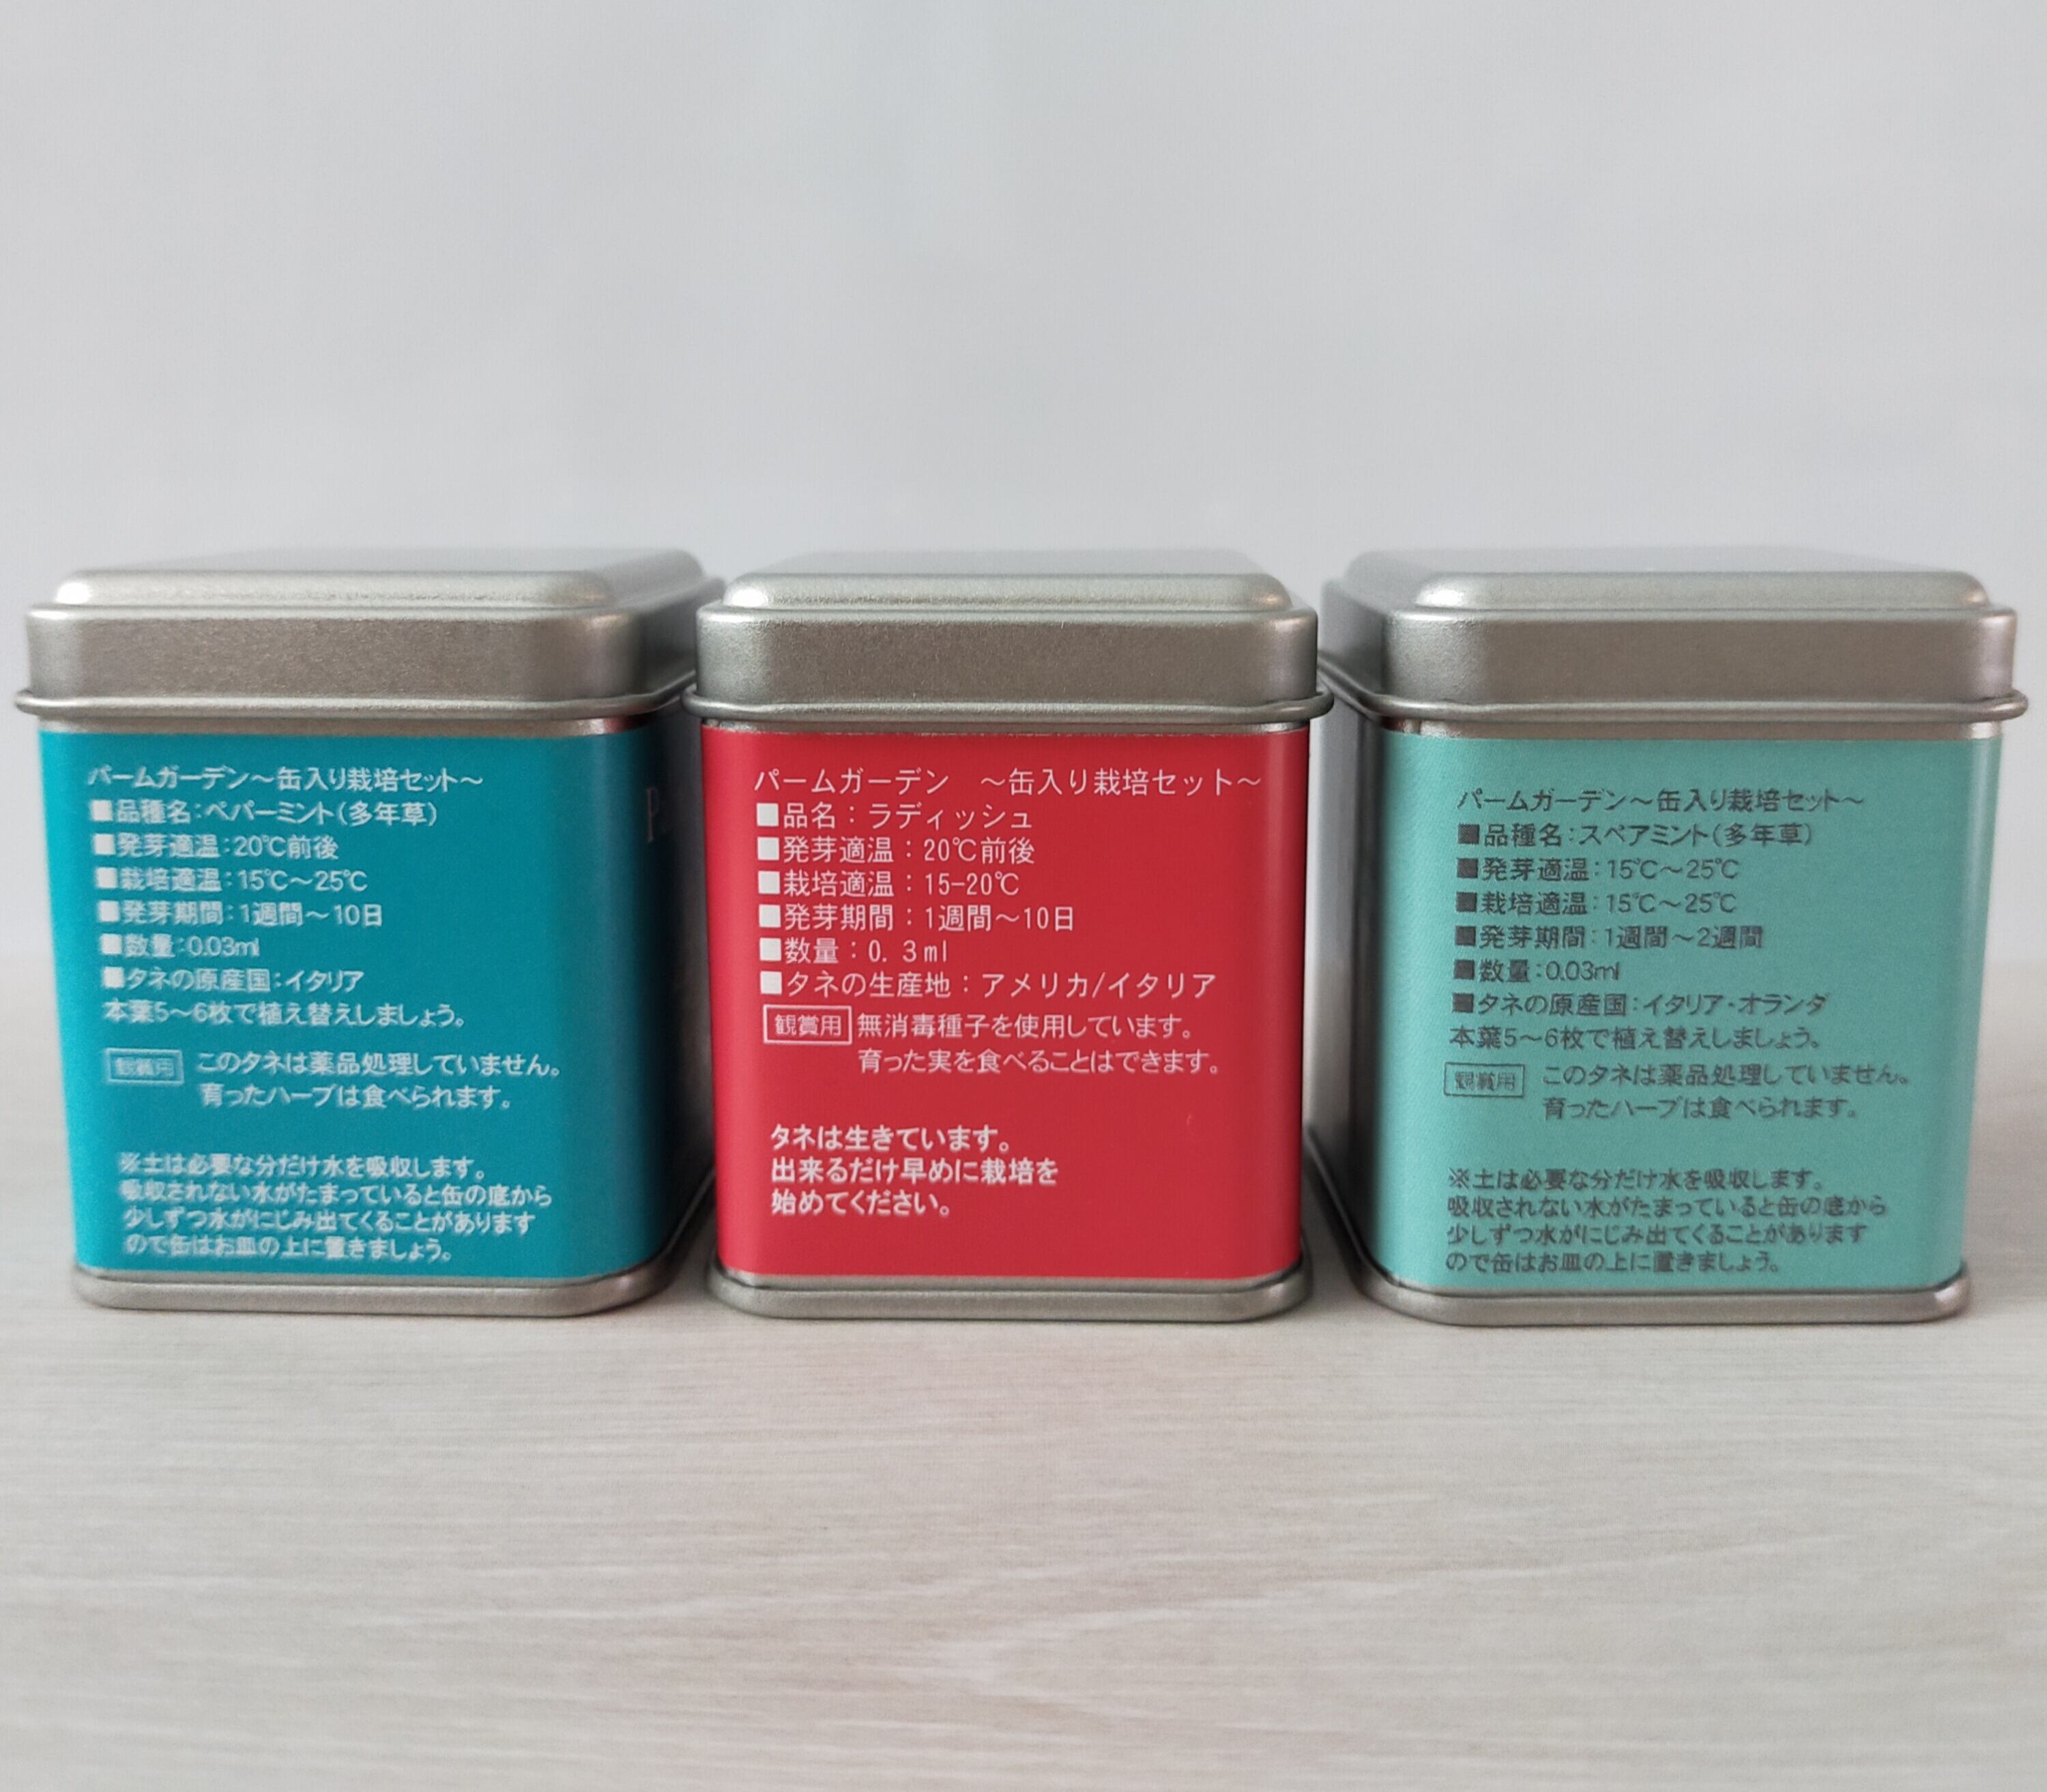 パームガーデン～缶入り栽培セット～
■品種名：ペパーミント（多年草）
■発芽適温：20℃前後
■栽培適温：15℃～25℃
■発芽期間：1週間～10日
■数量：0.03ml
■タネの原産国：イタリア
本葉5～6枚で植え替えしましょう。
観賞用 このタネは薬品処理していません。
育ったハーブは食べられます。
※土は必要な分だけ水を吸収します。
吸収されない水がたまっていると缶の底から
少しずつ水がにじみ出てくることがあります
ので缶はお皿の上に置きましょう。
パームガーデン　～缶入り栽培セット～
■品名：ラディッシュ
■発芽適温：20℃前後
■栽培適温：15-20℃
■発芽期間：1週間～10日
■数量：0.3ml
■タネの生産地：アメリカ/イタリア
観賞用 無消毒種子を使用しています。
育った実を食べることはできます。
タネは生きています。
出来るだけ早めに栽培を
始めてください。
パームガーデン～缶入り栽培セット～
■品種名：スペアミント（多年草）
■発芽適温：15℃～25℃
■栽培適温：15℃～25℃
■発芽期間：1週間～2週間
■数量：0.03ml
■タネの原産国：イタリア・オランダ
本葉5～6枚で植え替えしましょう。
観賞用 このタネは薬品処理していません。
育ったハーブは食べられます。
※土は必要な分だけ水を吸収します。
吸収されない水がたまっていると缶の底から
少しずつ水がにじみ出てくることがあります
ので缶はお皿の上に置きましょう。